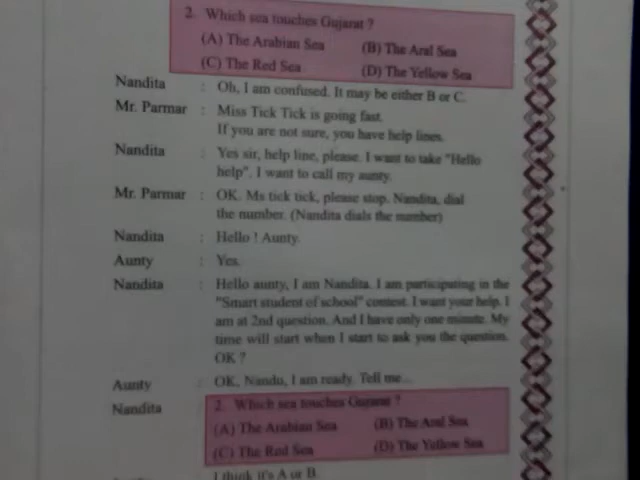 2. Which sea touches Gujarat ?
(A) The Arabian Sea (B) The Aral Sea
(C) The Red Sea (D) The Yellow Sea
Nandita : Oh, I am confused. It may be either B or C.
Mr. Parmar : Miss Tick Tick is going fast.
If you are not sure, you have help lines.
Nandita : Yes sir, help line, please. I want to take "Hello
help". I want to call my aunty.
Mr. Parmar : OK. Ms tick tick, please stop. Nandita, dial
the number. (Nandita dials the number)
Nandita : Hello ! Aunty.
Aunty : Yes.
Nandita : Hello aunty, I am Nandita. I am participating in the
"Smart student of school" contest. I want your help. I
am at 2nd question. And I have only one minute. My
time will start when I start to ask you the question.
OK ?
Aunty : OK, Nandu, I am ready. Tell me...
Nandita 2. Which sea touches Gujarat ?
(A) The Arabian Sea (B) The Aral Sea
(C) The Red Sea (D) The Yellow Sea
I think it's A or B.